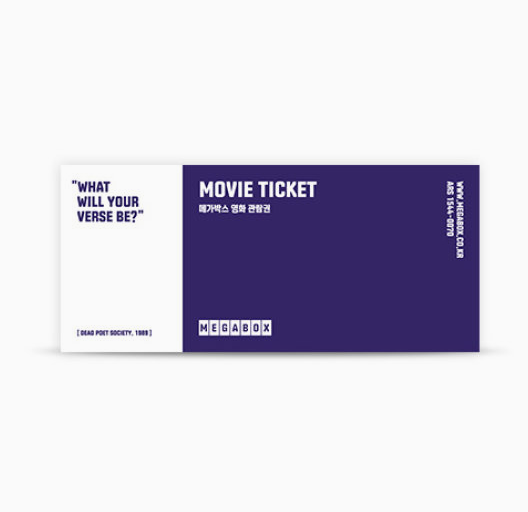 "WHAT
WILL YOUR
VERSE BE?"
[ DEAD POET SOCIETY, 1989 ]
MOVIE TICKET
메가박스 영화 관람권
MEGABOX
WWW.MEGABOX.CO.KR
ARS 1544-0070